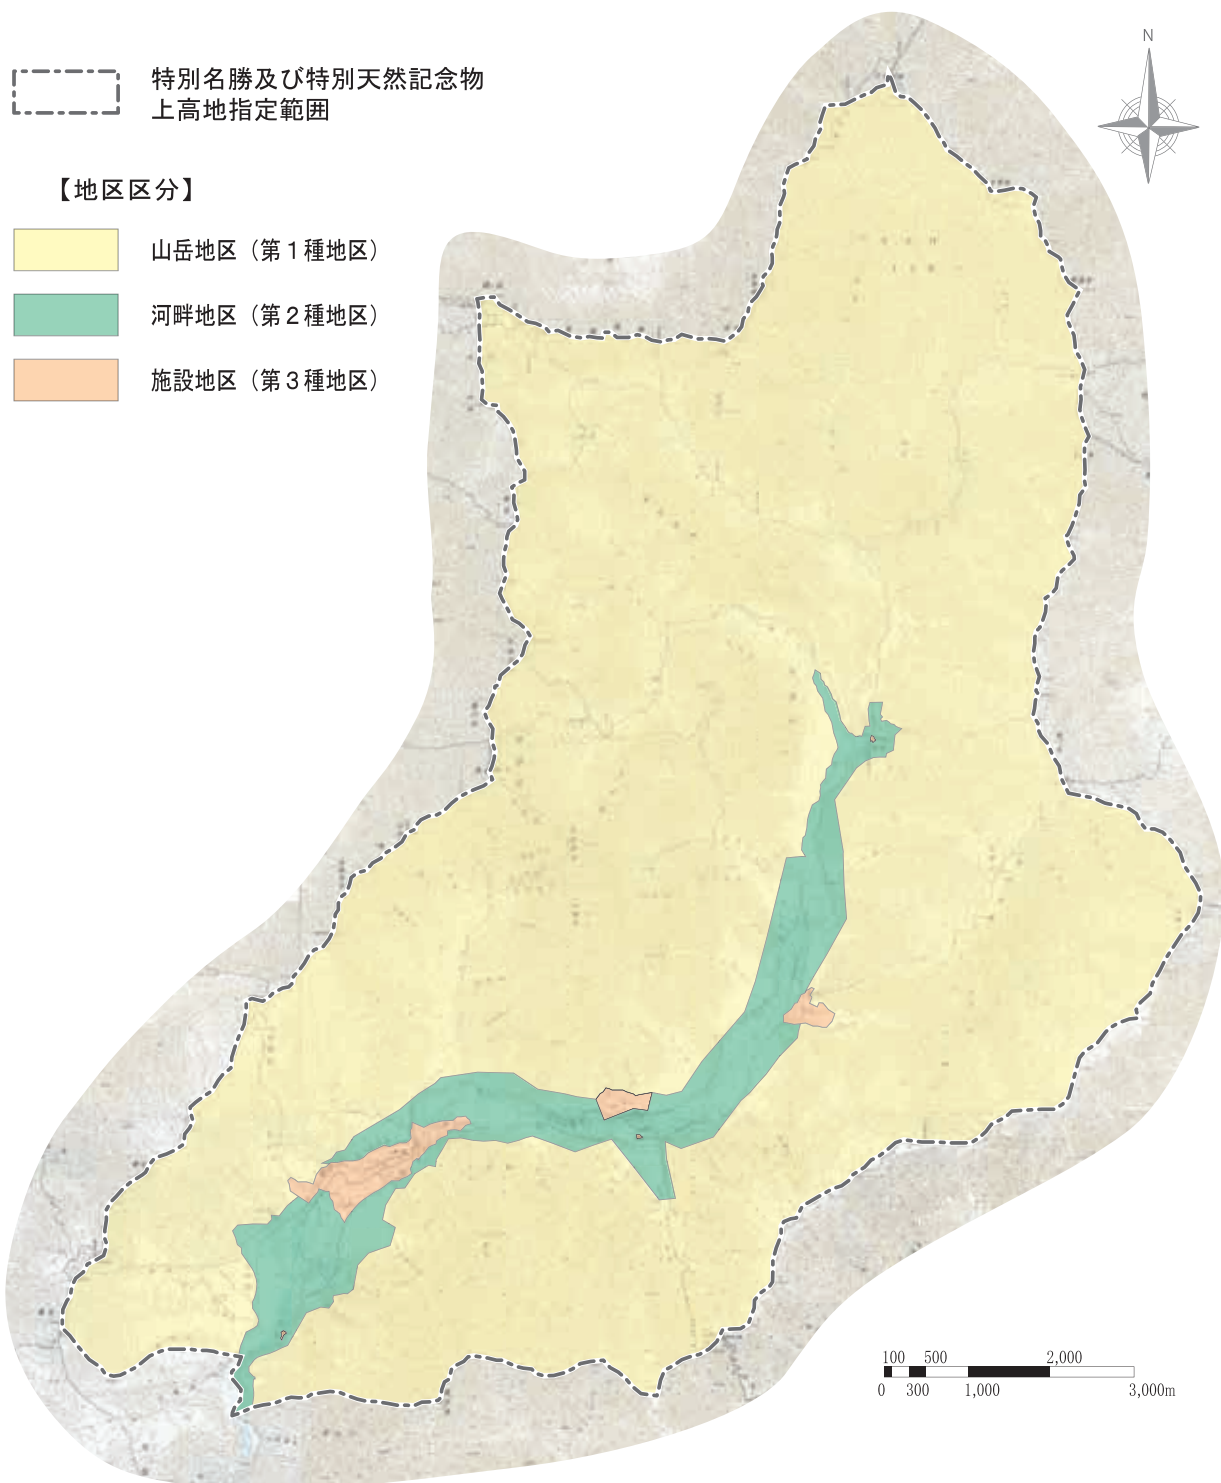 特別名勝及び特別天然記念物
上高地指定範囲
N
【地区区分】
山岳地区（第１種地区）
河畔地区（第２種地区）
施設地区（第３種地区）
100 500 2,000
0 300 1,000 3,000m